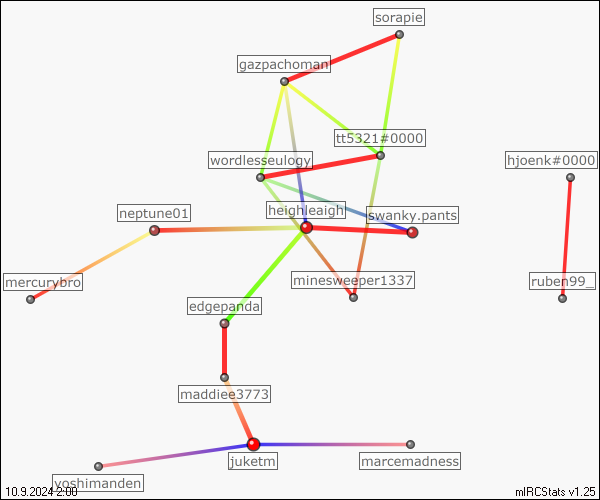 sorapie
gazpachoman
tt5321#0000
wordlesseulogy
hjoenk#0000
heighleaigh
swanky.pants
neptune01
mercurybro
minesweeper1337
ruben99_
edgepanda
maddiee3773
juketm
marcemadness
yoshimanden
10.9.2024 2:00
mIRCStats v1.25